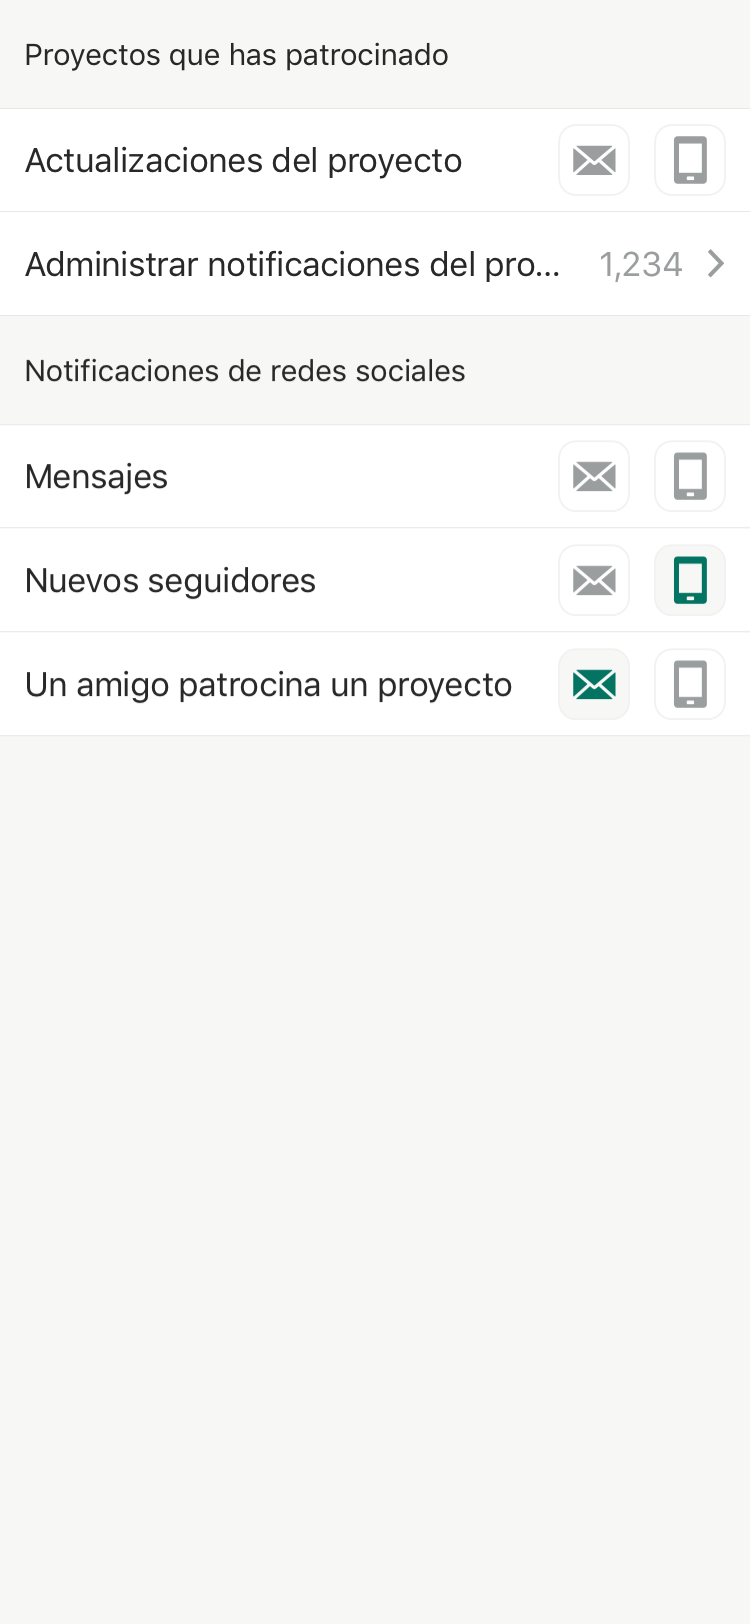 Proyectos que has patrocinado
Actualizaciones del proyecto
Administrar notificaciones del pro... 1,234
Notificaciones de redes sociales
Mensajes
Nuevos seguidores
Un amigo patrocina un proyecto